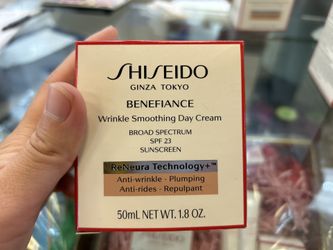 SHISEIDO
GINZA TOKYO
BENEFIANCE
Wrinkle Smoothing Day Cream
BROAD SPECTRUM
SPF 23
SUNSCREEN
ReNeura Technology+™
Anti-wrinkle - Plumping
Anti-rides - Repulpant
50mL NET WT. 1.8 OZ.